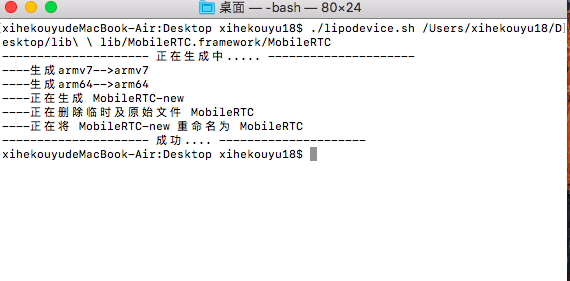 桌面 — -bash — 80×24
xihekouyudeMacBook-Air:Desktop xihekouyu18$ ./lipodevice.sh /Users/xihekouyu18/D
esktop/lib\ \ lib/MobileRTC.framework/MobileRTC
--------------------- 正在生成中..... ---------------------
----生成armv7-->armv7
----生成arm64-->arm64
----正在生成 MobileRTC-new
----正在删除临时及原始文件 MobileRTC
----正在将 MobileRTC-new 重命名为 MobileRTC
--------------------- 成功.... ---------------------
xihekouyudeMacBook-Air:Desktop xihekouyu18$